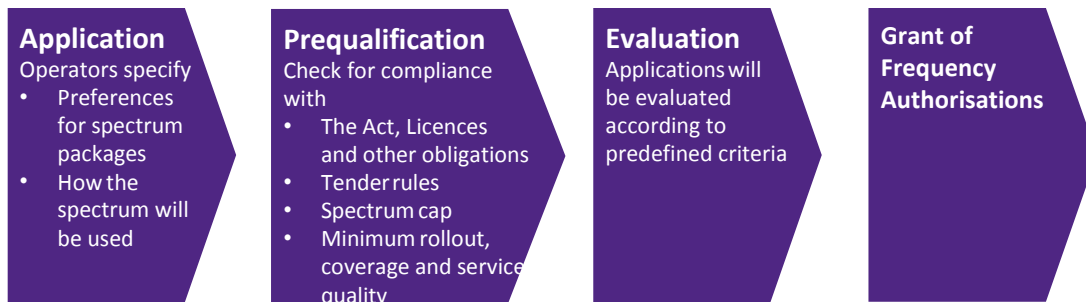 Application
Operators specify
• Preferences
for spectrum
packages
• How the
spectrum will
be used
Prequalification
Check for compliance
with
• The Act, Licences
and other obligations
• Tender rules
• Spectrum cap
• Minimum rollout,
coverage and service
quality
Evaluation
Applications will
be evaluated
according to
predefined criteria
Grant of
Frequency
Authorisations